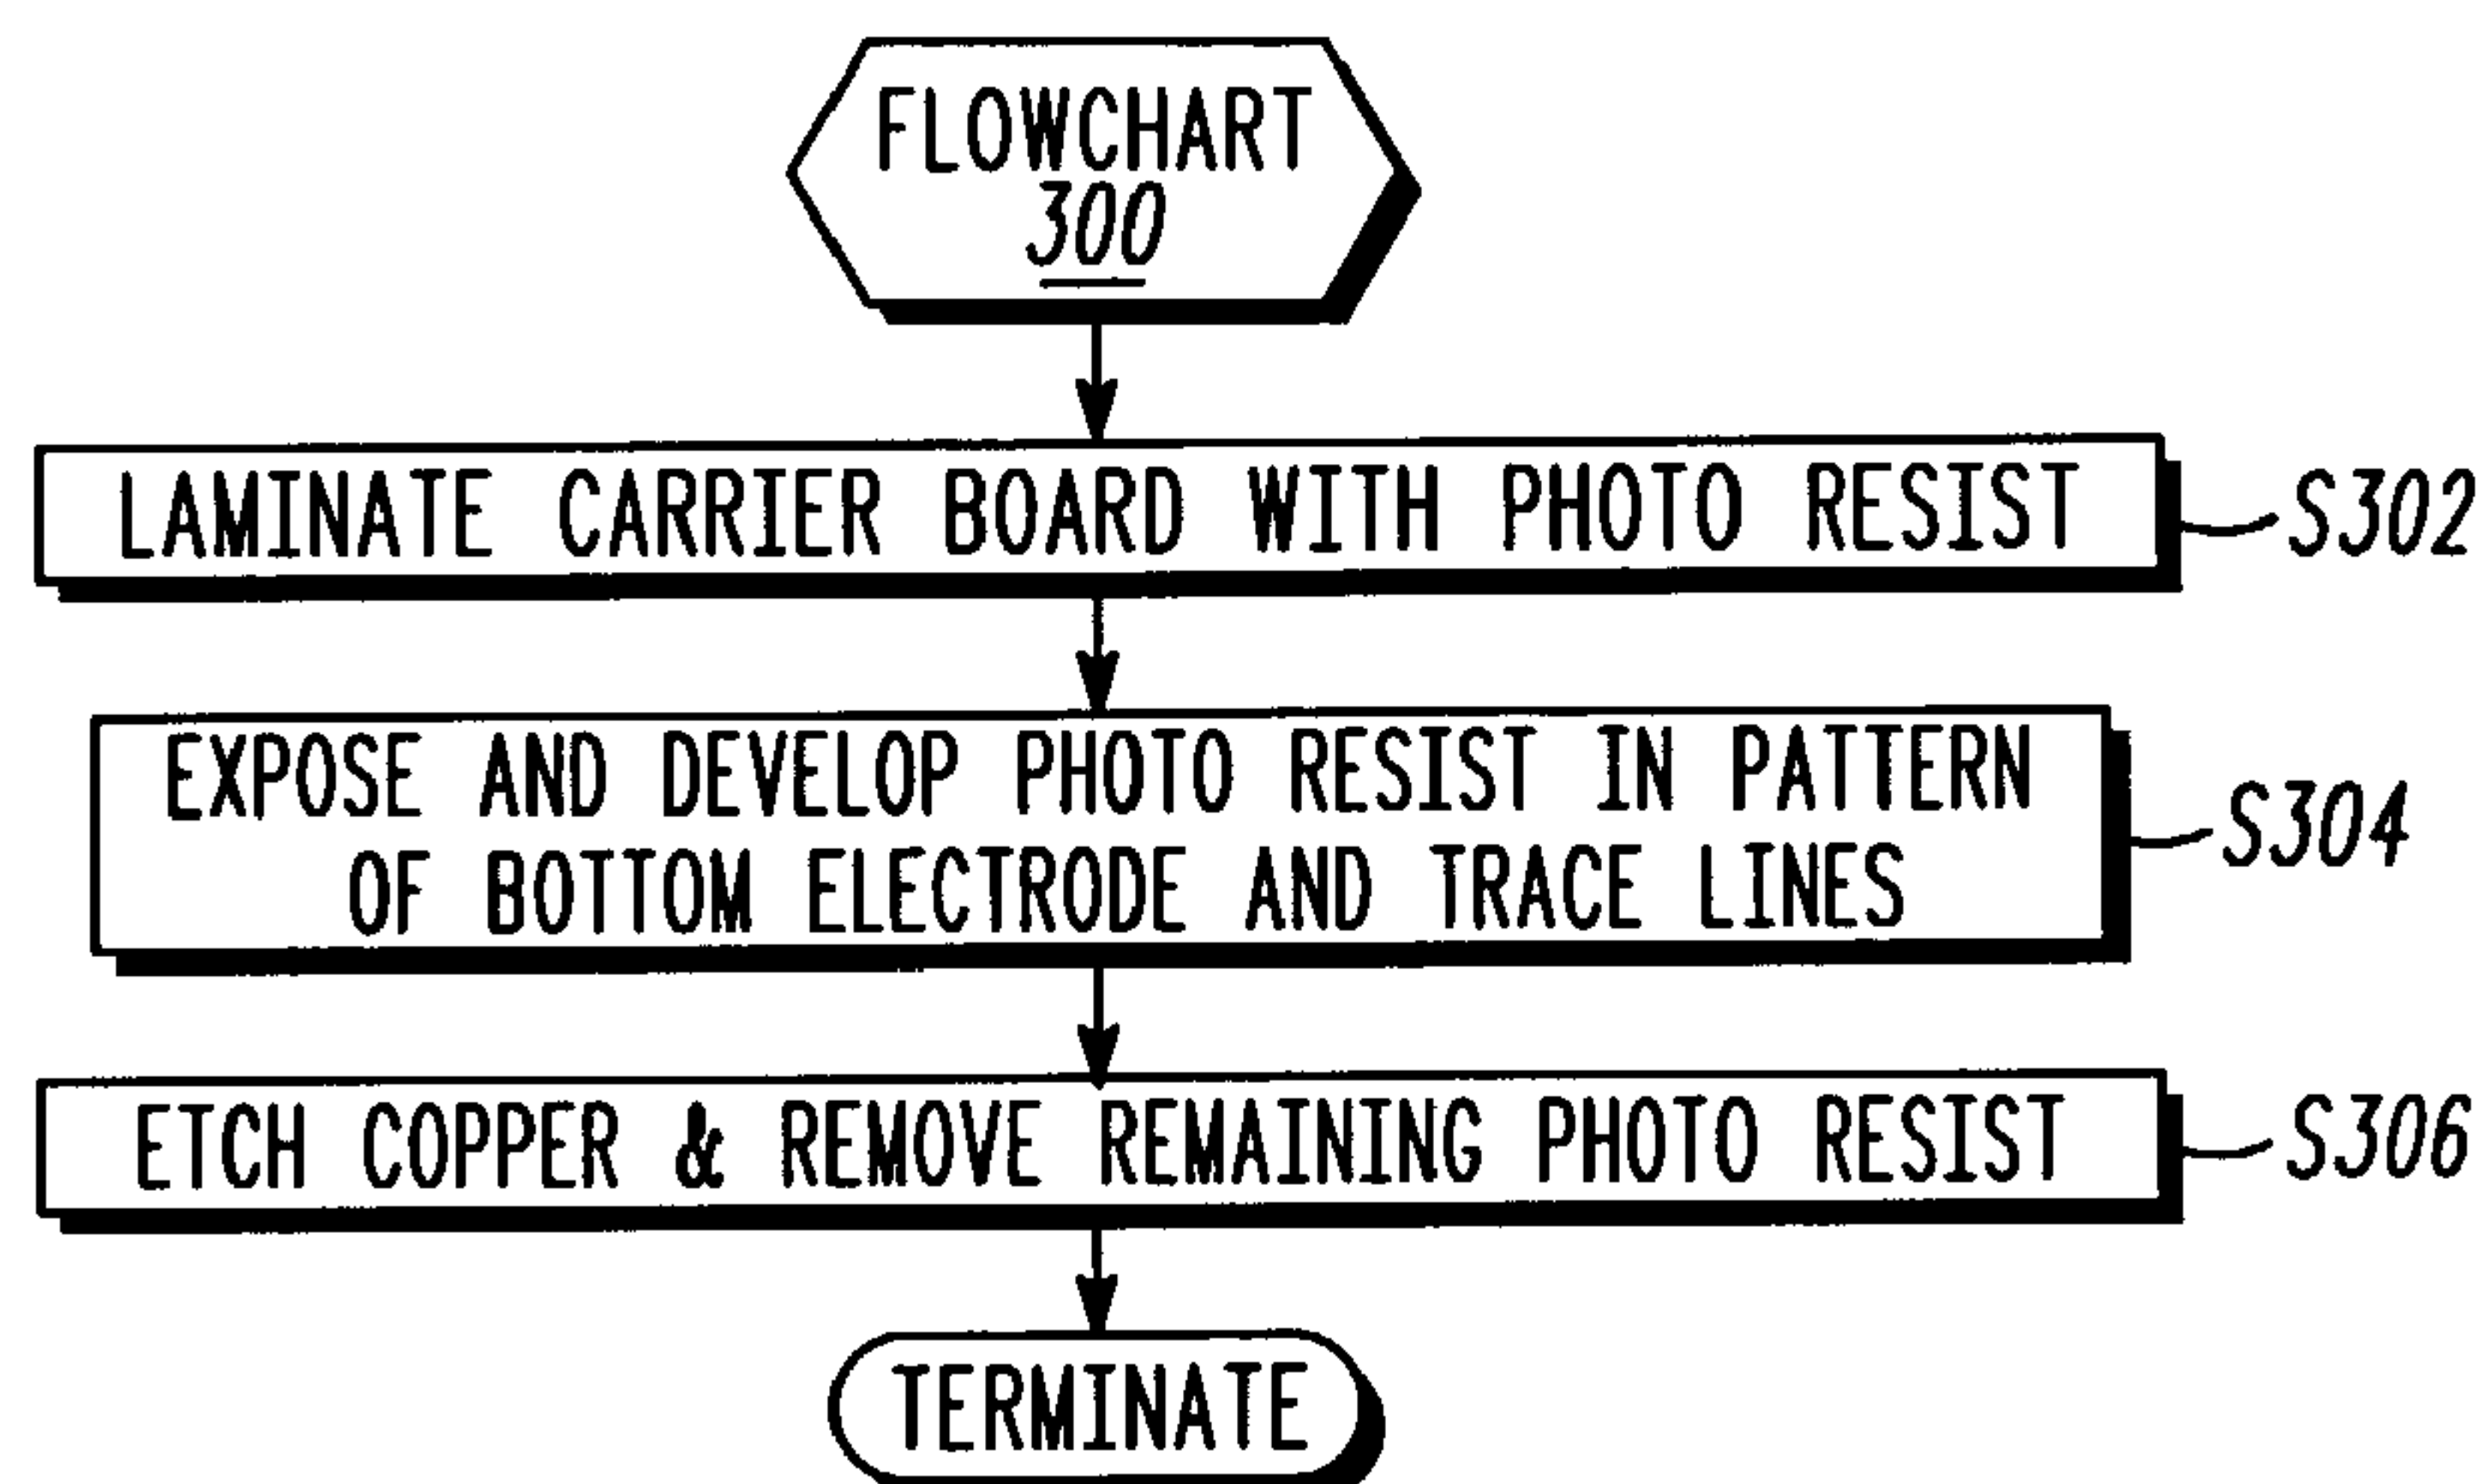 FLOWCHART
300
LAMINATE CARRIER BOARD WITH PHOTO RESIST
S302
EXPOSE AND DEVELOP PHOTO RESIST IN PATTERN
OF BOTTOM ELECTRODE AND TRACE LINES
S304
ETCH COPPER & REMOVE REMAINING PHOTO RESIST
S306
TERMINATE